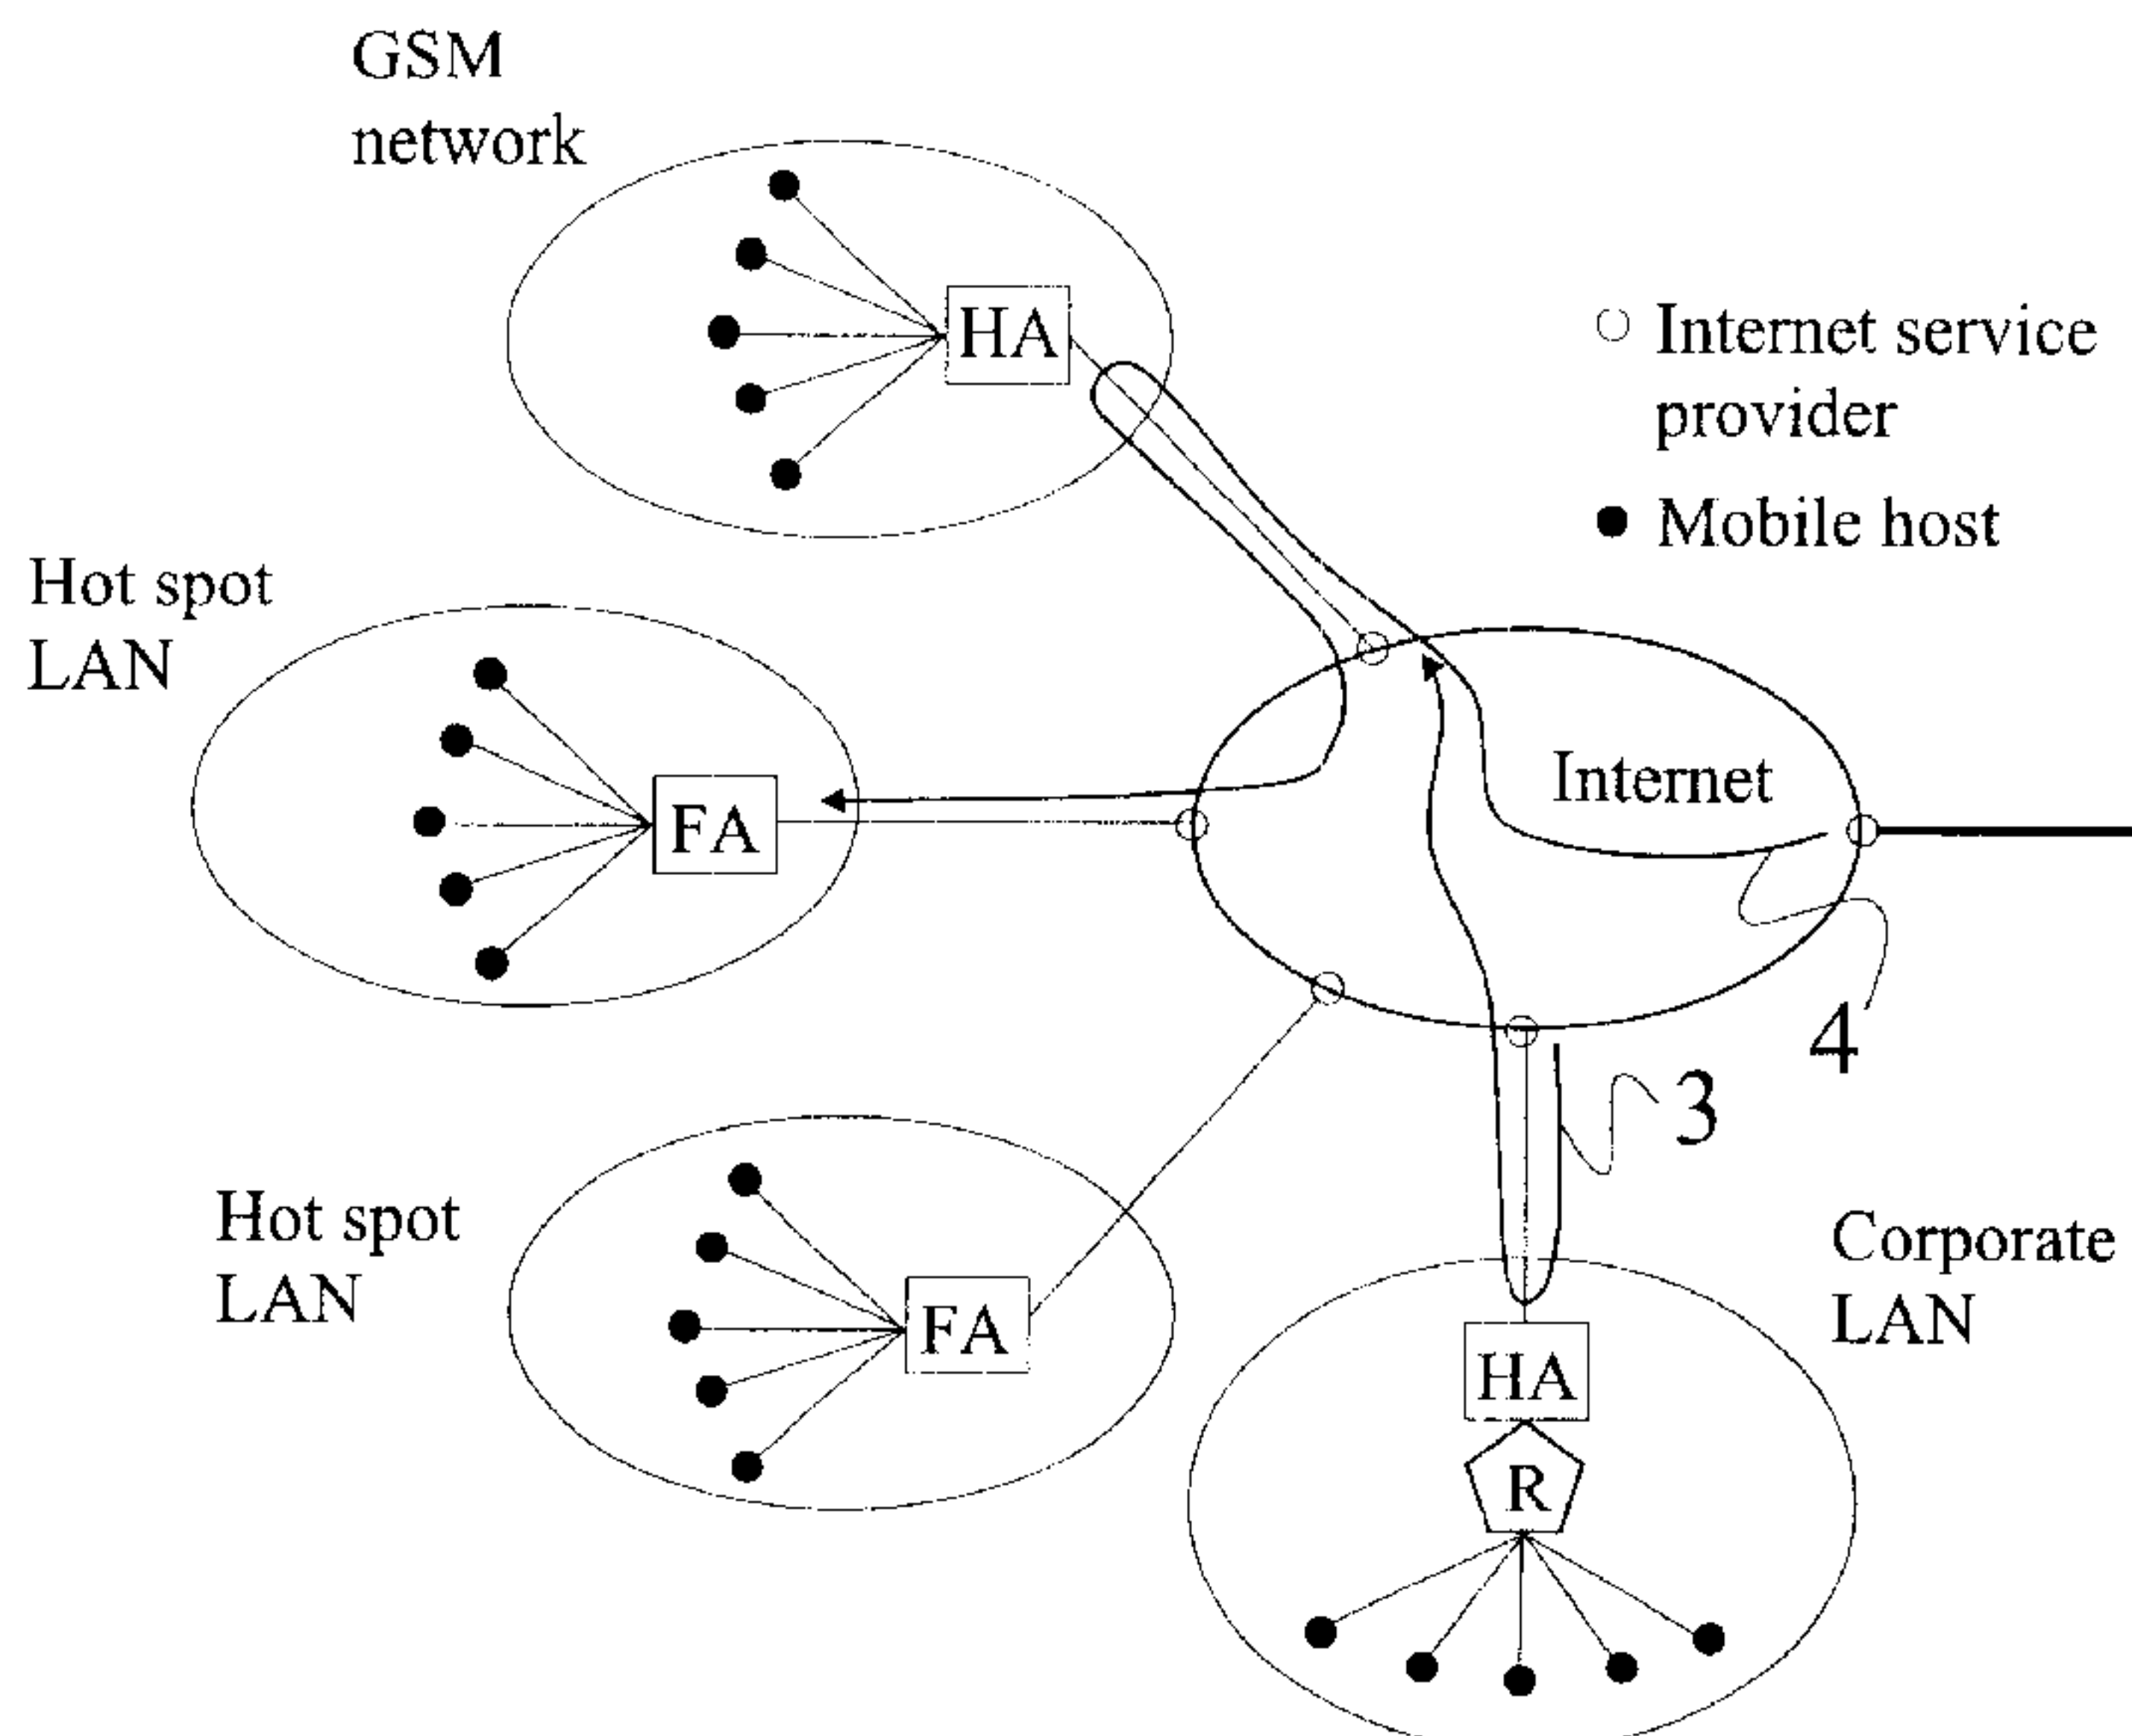 GSM
network
HA
Internet service
provider
Mobile host
Hot spot
LAN
FA
Internet
4
3
Hot spot
LAN
FA
Corporate
LAN
HA
R